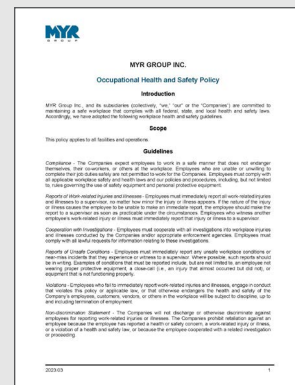 MYR
GROUP
MYR GROUP INC.
Occupational Health and Safety Policy
Introduction
MYR Group Inc., and its subsidiaries (collectively, "we," "our" or the "Companies") are committed to
maintaining a safe workplace that complies with all federal, state, and local health and safety laws.
Accordingly, we have adopted the following workplace health and safety guidelines.
Scope
This policy applies to all facilities and operations.
Guidelines
Compliance - The Companies expect employees to work in a safe manner that does not endanger
themselves, their co-workers, or others at the workplace. Employees who are unable or unwilling to
complete their job duties safely are not permitted to work for the Companies. Employees must comply with
all applicable workplace safety and health laws and our policies and procedures, including, but not limited
to, rules governing the use of safety equipment and personal protective equipment.
Reports of Work-related injuries and Illnesses - Employees must immediately report all work-related injuries
and illnesses to a supervisor, no matter how minor the injury or illness appears. If the nature of the injury
or illness causes the employee to be unable to make an immediate report, the employee should make the
report to a supervisor as soon as practicable under the circumstances. Employees who witness another
employee's work-related injury or illness must immediately report that injury or illness to a supervisor.
Cooperation with Investigations - Employees must cooperate with all investigations into workplace injuries
and illnesses conducted by the Companies and/or appropriate enforcement agencies. Employees must
comply with all lawful requests for information relating to these investigations.
Reports of Unsafe Conditions - Employees must immediately report any unsafe workplace conditions or
near-miss incidents that they experience or witness to a supervisor. Where possible, such reports should
be in writing. Examples of conditions that must be reported include, but are not limited to, an employee not
wearing proper protective equipment, a close-call (i.e., an injury that almost occurred but did not), or
equipment that is not functioning properly.
Violations - Employees who fail to immediately report work-related injuries and illnesses, engage in conduct
that violates this policy or applicable law, or that otherwise endangers the health and safety of the
Company's employees, customers, vendors, or others in the workplace will be subject to discipline, up to
and including termination of employment.
Non-discrimination Statement - The Companies will not discharge or otherwise discriminate against
employees for reporting work-related injuries or illnesses. The Companies prohibit retaliation against an
employee because the employee has reported a health or safety concern, a work-related injury or illness,
or a violation of a health and safety law, or because the employee cooperated with a related investigation
or proceeding.
2023.03 1